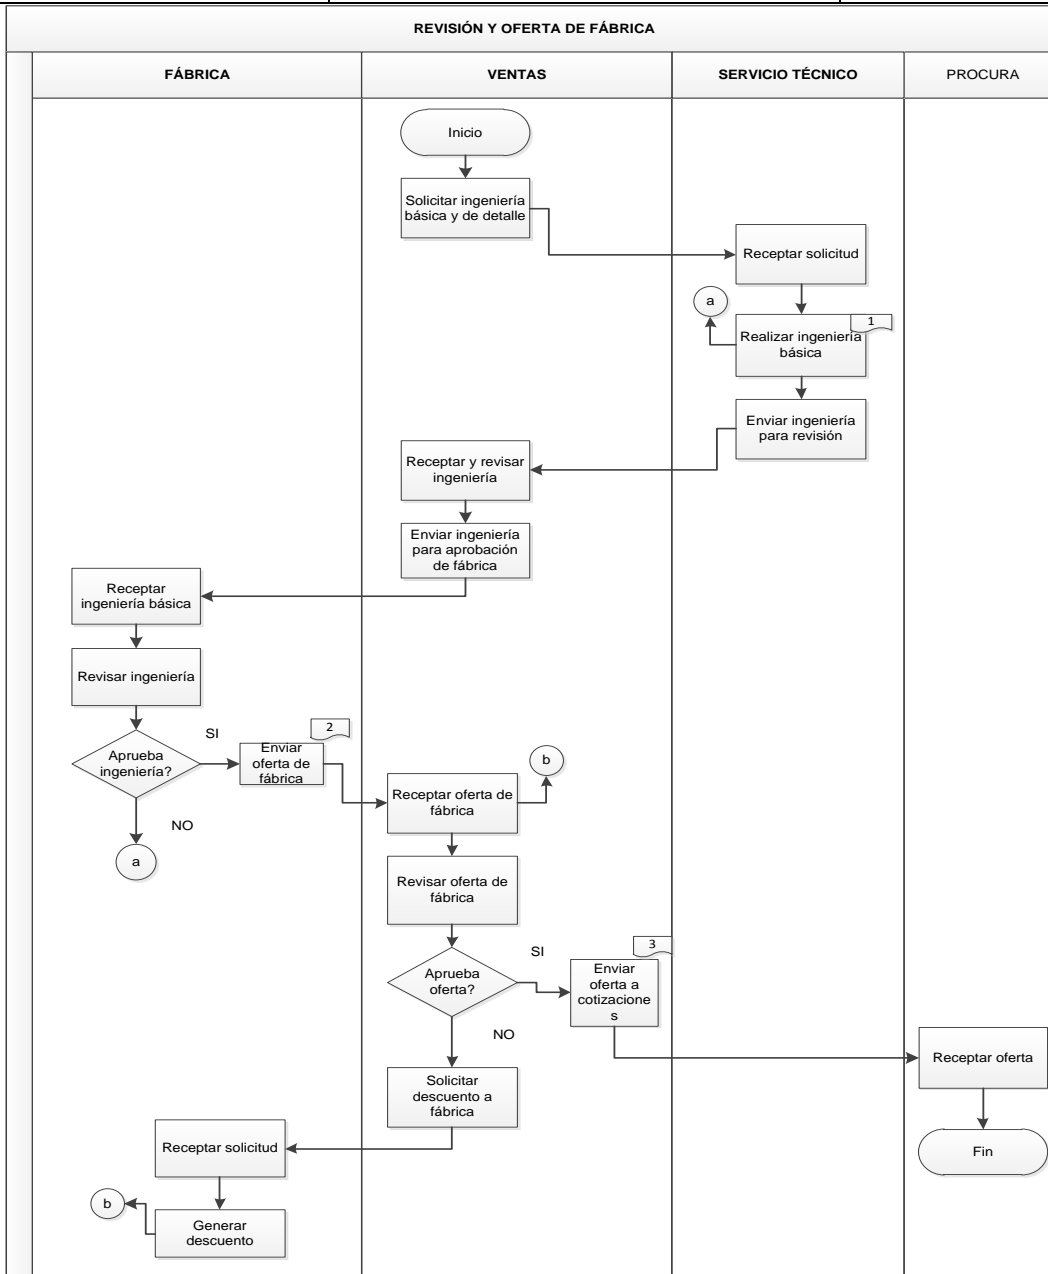 REVISIÓN Y OFERTA DE FÁBRICA
FÁBRICA
VENTAS
SERVICIO TÉCNICO
PROCURA
Inicio
Solicitar ingeniería
básica y de detalle
Receptar solicitud
a
1
Realizar ingeniería
básica
Enviar ingeniería
para revisión
Receptar y revisar
ingeniería
Enviar ingeniería
para aprobación
de fábrica
Receptar
ingeniería básica
Revisar ingeniería
Aprueba
ingeniería?
SI
2
Enviar
oferta de
fábrica
NO
a
b
Receptar oferta de
fábrica
Revisar oferta de
fábrica
Aprueba
oferta?
SI
3
Enviar
oferta a
cotizacione
s
NO
Receptar oferta
Solicitar
descuento a
fábrica
Receptar solicitud
Fin
b
Generar
descuento